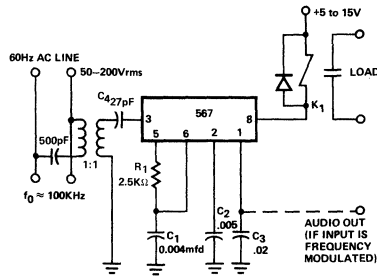 +5 to 15V
60Hz AC LINE
50–200Vrms
LOAD
C4 27pF
K1
567
3
8
5
6
2
1
500pF
1:1
R1
2.5KΩ
f0 ≈ 100KHz
C1
0.004mfd
C2
.005
C3
.02
AUDIO OUT
(IF INPUT IS
FREQUENCY
MODULATED)